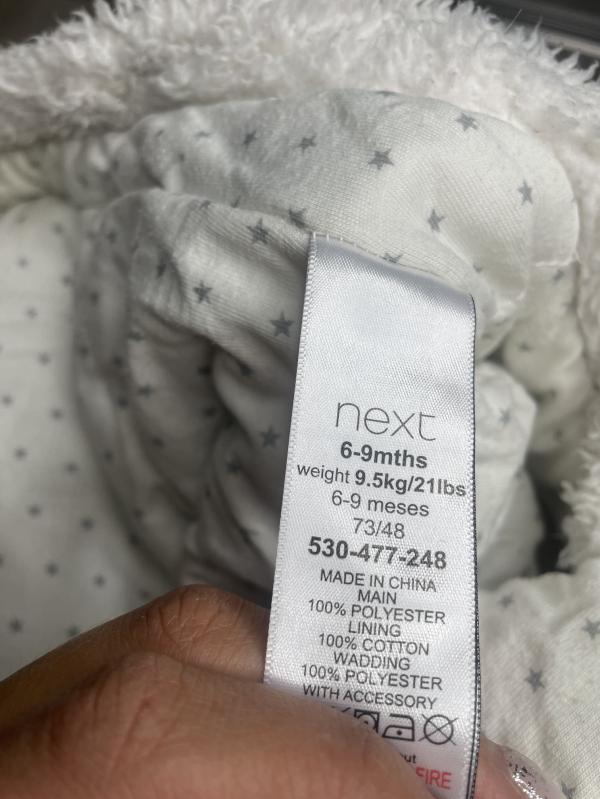 next
6-9mths
weight 9.5kg/21lbs
6-9 meses
73/48
530-477-248
MADE IN CHINA
MAIN
100% POLYESTER
LINING
100% COTTON
WADDING
100% POLYESTER
WITH ACCESSORY
FIRE